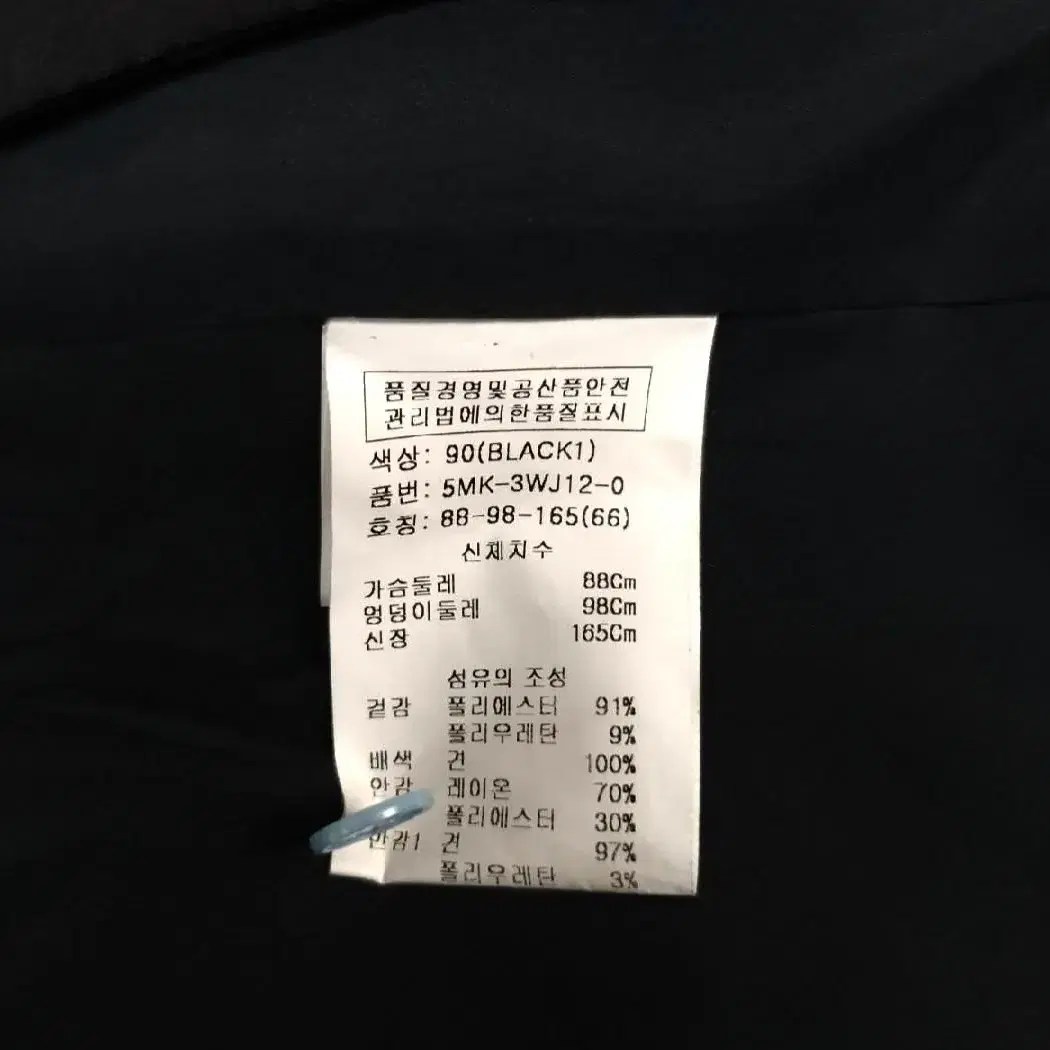 품질경영및공산품안전
관리법에의한품질표시
색상: 90(BLACK1)
품번: 5MK-3WJ12-0
호칭: 88-98-165(66)
신체치수
가슴둘레 88Cm
엉덩이둘레 98Cm
신장 165Cm
섬유의 조성
겉감 폴리에스터 91%
폴리우레탄 9%
배색 견 100%
안감 레이온 70%
폴리에스터 30%
안감1 견 97%
폴리우레탄 3%